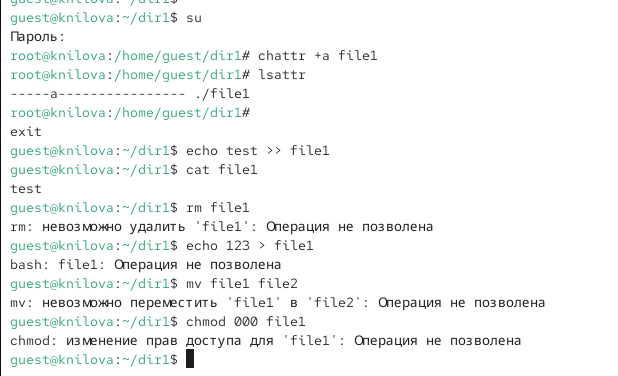 guest@knilova:~/dir1$
guest@knilova:~/dir1$ su
Пароль:
root@knilova:/home/guest/dir1# chattr +a file1
root@knilova:/home/guest/dir1# lsattr
-----a---------------- ./file1
root@knilova:/home/guest/dir1#
exit
guest@knilova:~/dir1$ echo test >> file1
guest@knilova:~/dir1$ cat file1
test
guest@knilova:~/dir1$ rm file1
rm: невозможно удалить 'file1': Операция не позволена
guest@knilova:~/dir1$ echo 123 > file1
bash: file1: Операция не позволена
guest@knilova:~/dir1$ mv file1 file2
mv: невозможно переместить 'file1' в 'file2': Операция не позволена
guest@knilova:~/dir1$ chmod 000 file1
chmod: изменение прав доступа для 'file1': Операция не позволена
guest@knilova:~/dir1$